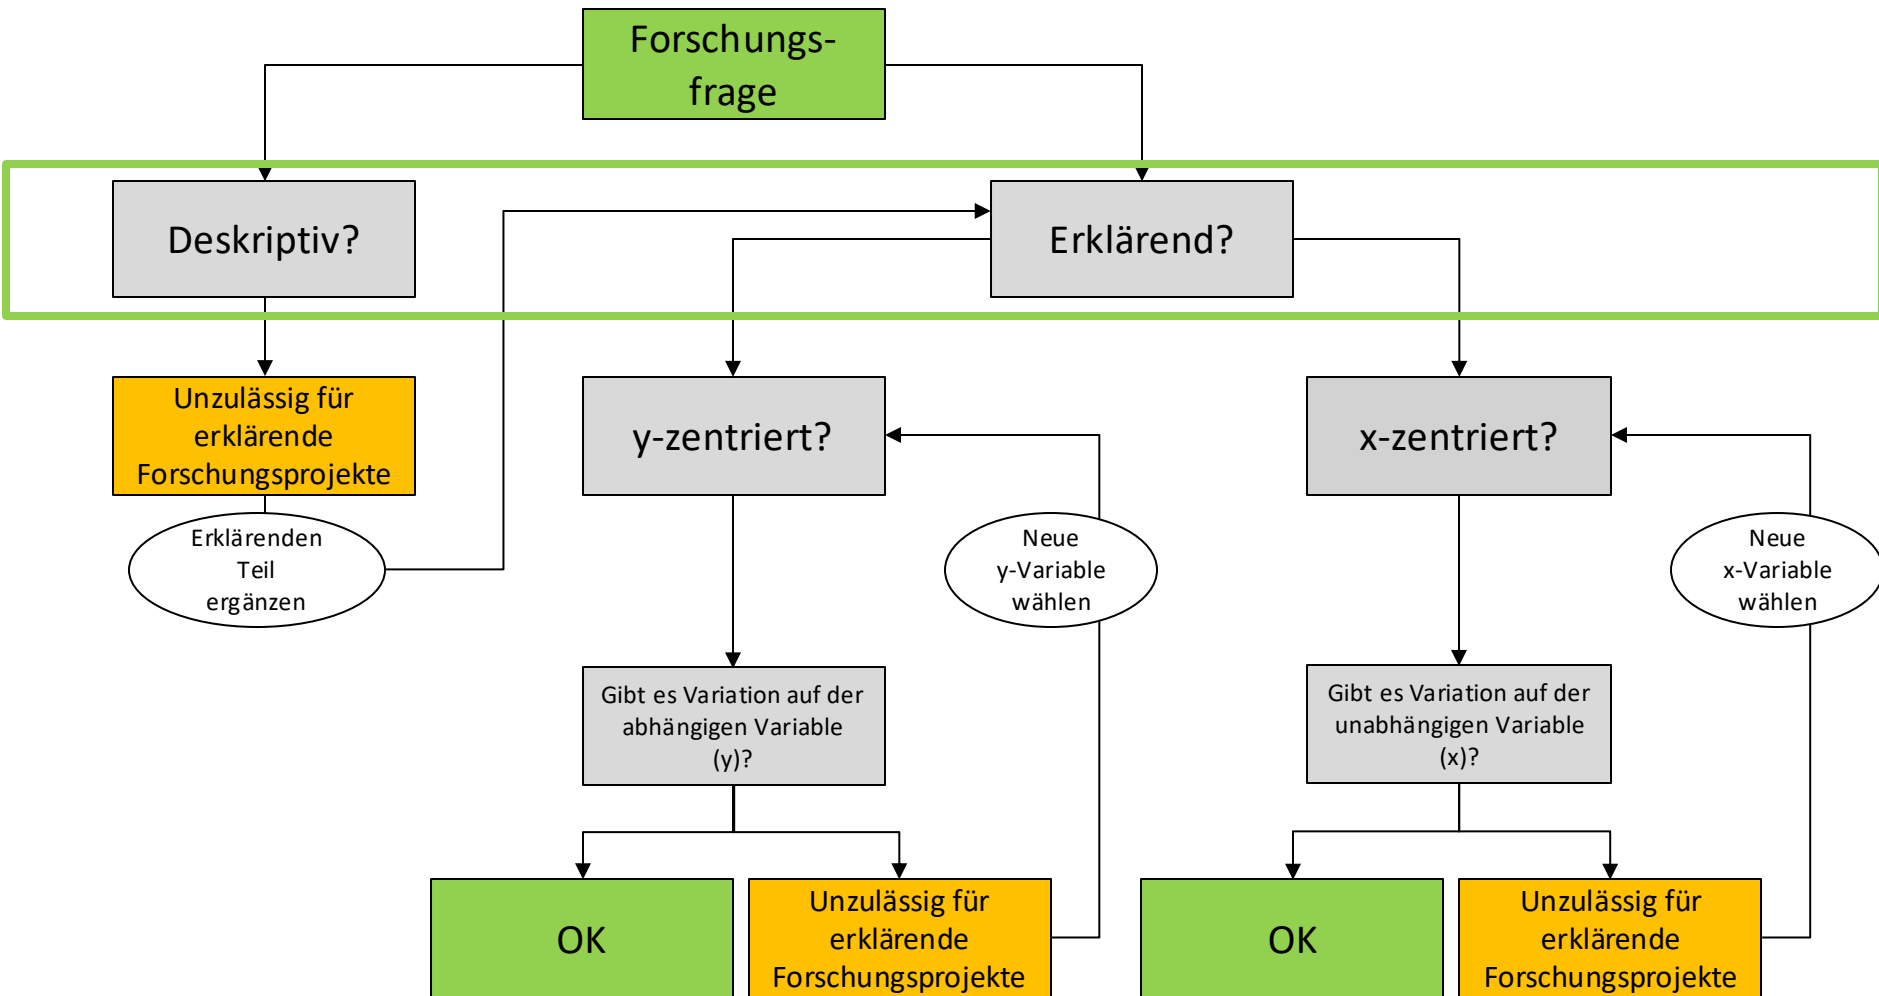 Forschungs-
frage
Deskriptiv?
Erklärend?
Unzulässig für
erklärende
Forschungsprojekte
y-zentriert?
x-zentriert?
Erklärenden
Teil
ergänzen
Neue
y-Variable
wählen
Neue
x-Variable
wählen
Gibt es Variation auf der
abhängigen Variable
(y)?
Gibt es Variation auf der
unabhängigen Variable
(x)?
OK
Unzulässig für
erklärende
Forschungsprojekte
OK
Unzulässig für
erklärende
Forschungsprojekte